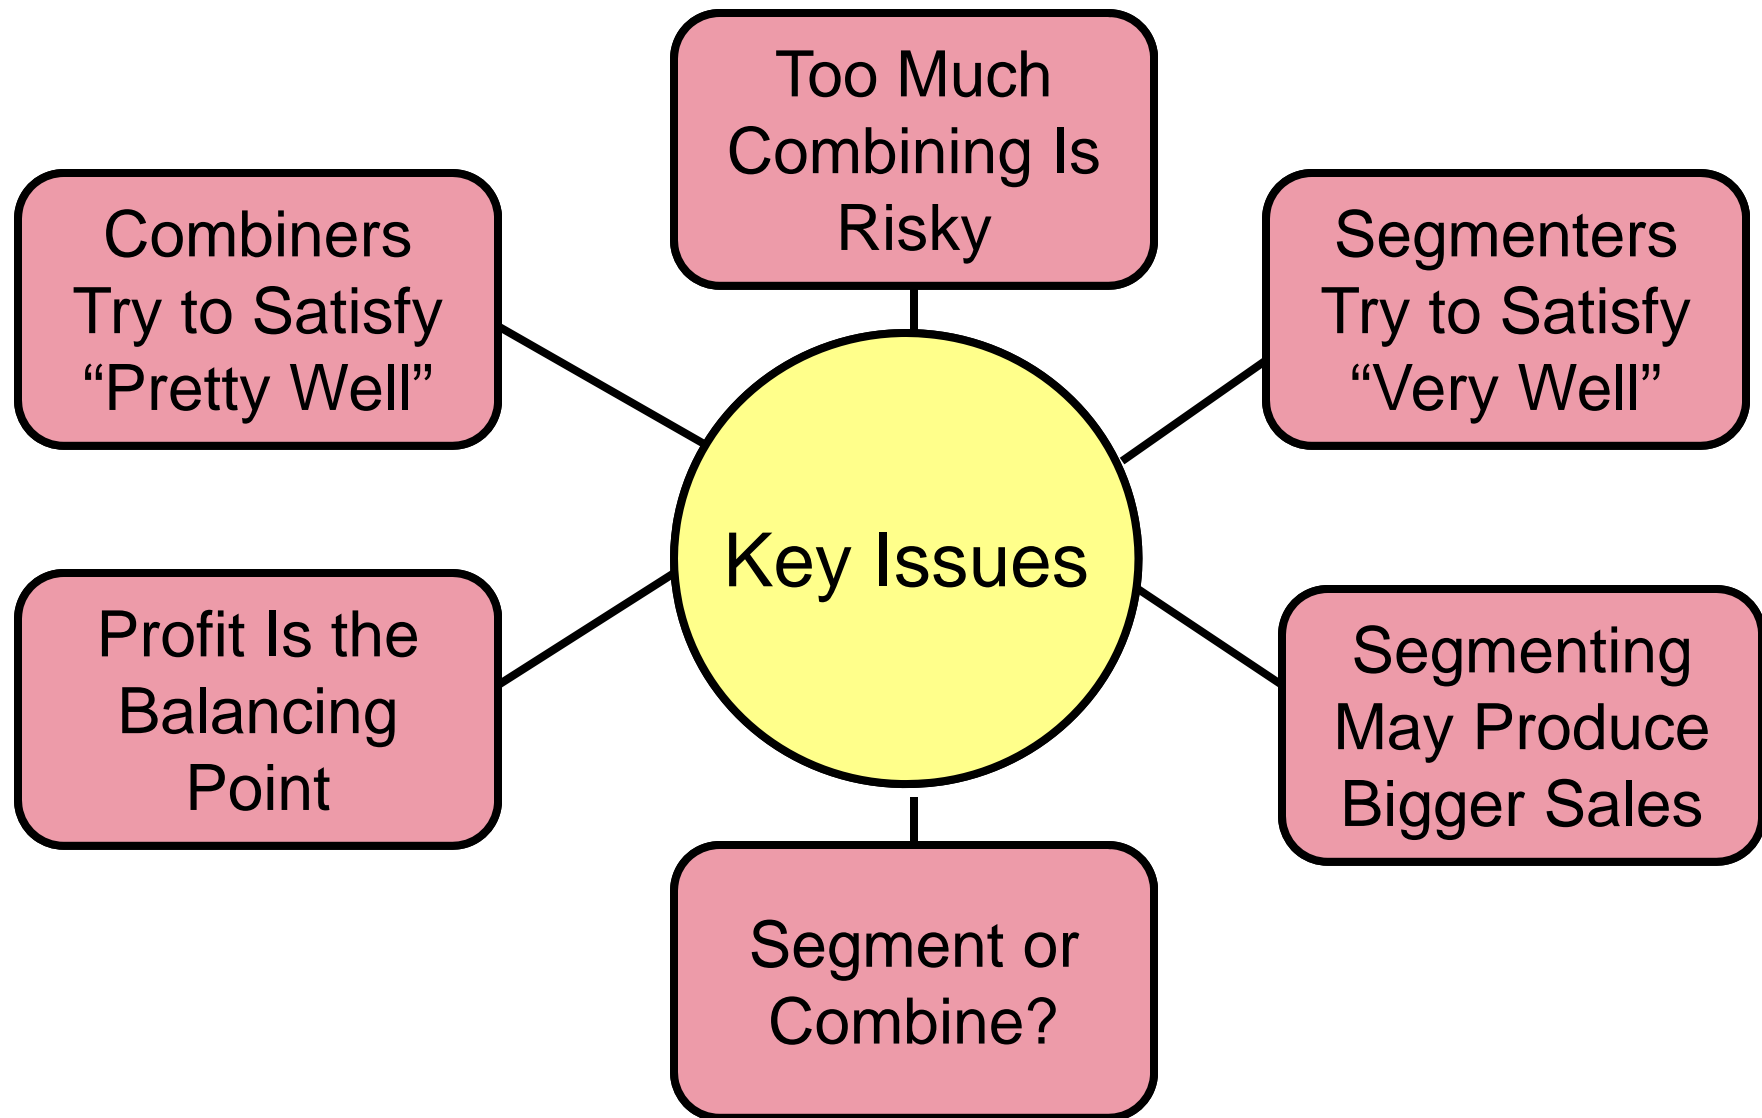 Too Much
Combining Is
Risky
Combiners
Try to Satisfy
“Pretty Well”
Segmenters
Try to Satisfy
“Very Well”
Key Issues
Profit Is the
Balancing
Point
Segmenting
May Produce
Bigger Sales
Segment or
Combine?